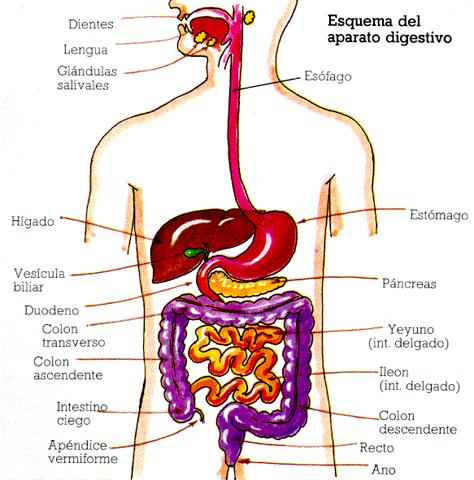 Esquema del
aparato digestivo
Dientes
Lengua
Glándulas
salivales
Esófago
Hígado
Estómago
Vesícula
biliar
Páncreas
Duodeno
Colon
transverso
Yeyuno
(int. delgado)
Colon
ascendente
Ileon
(int. delgado)
Intestino
ciego
Colon
descendente
Apéndice
vermiforme
Recto
Ano